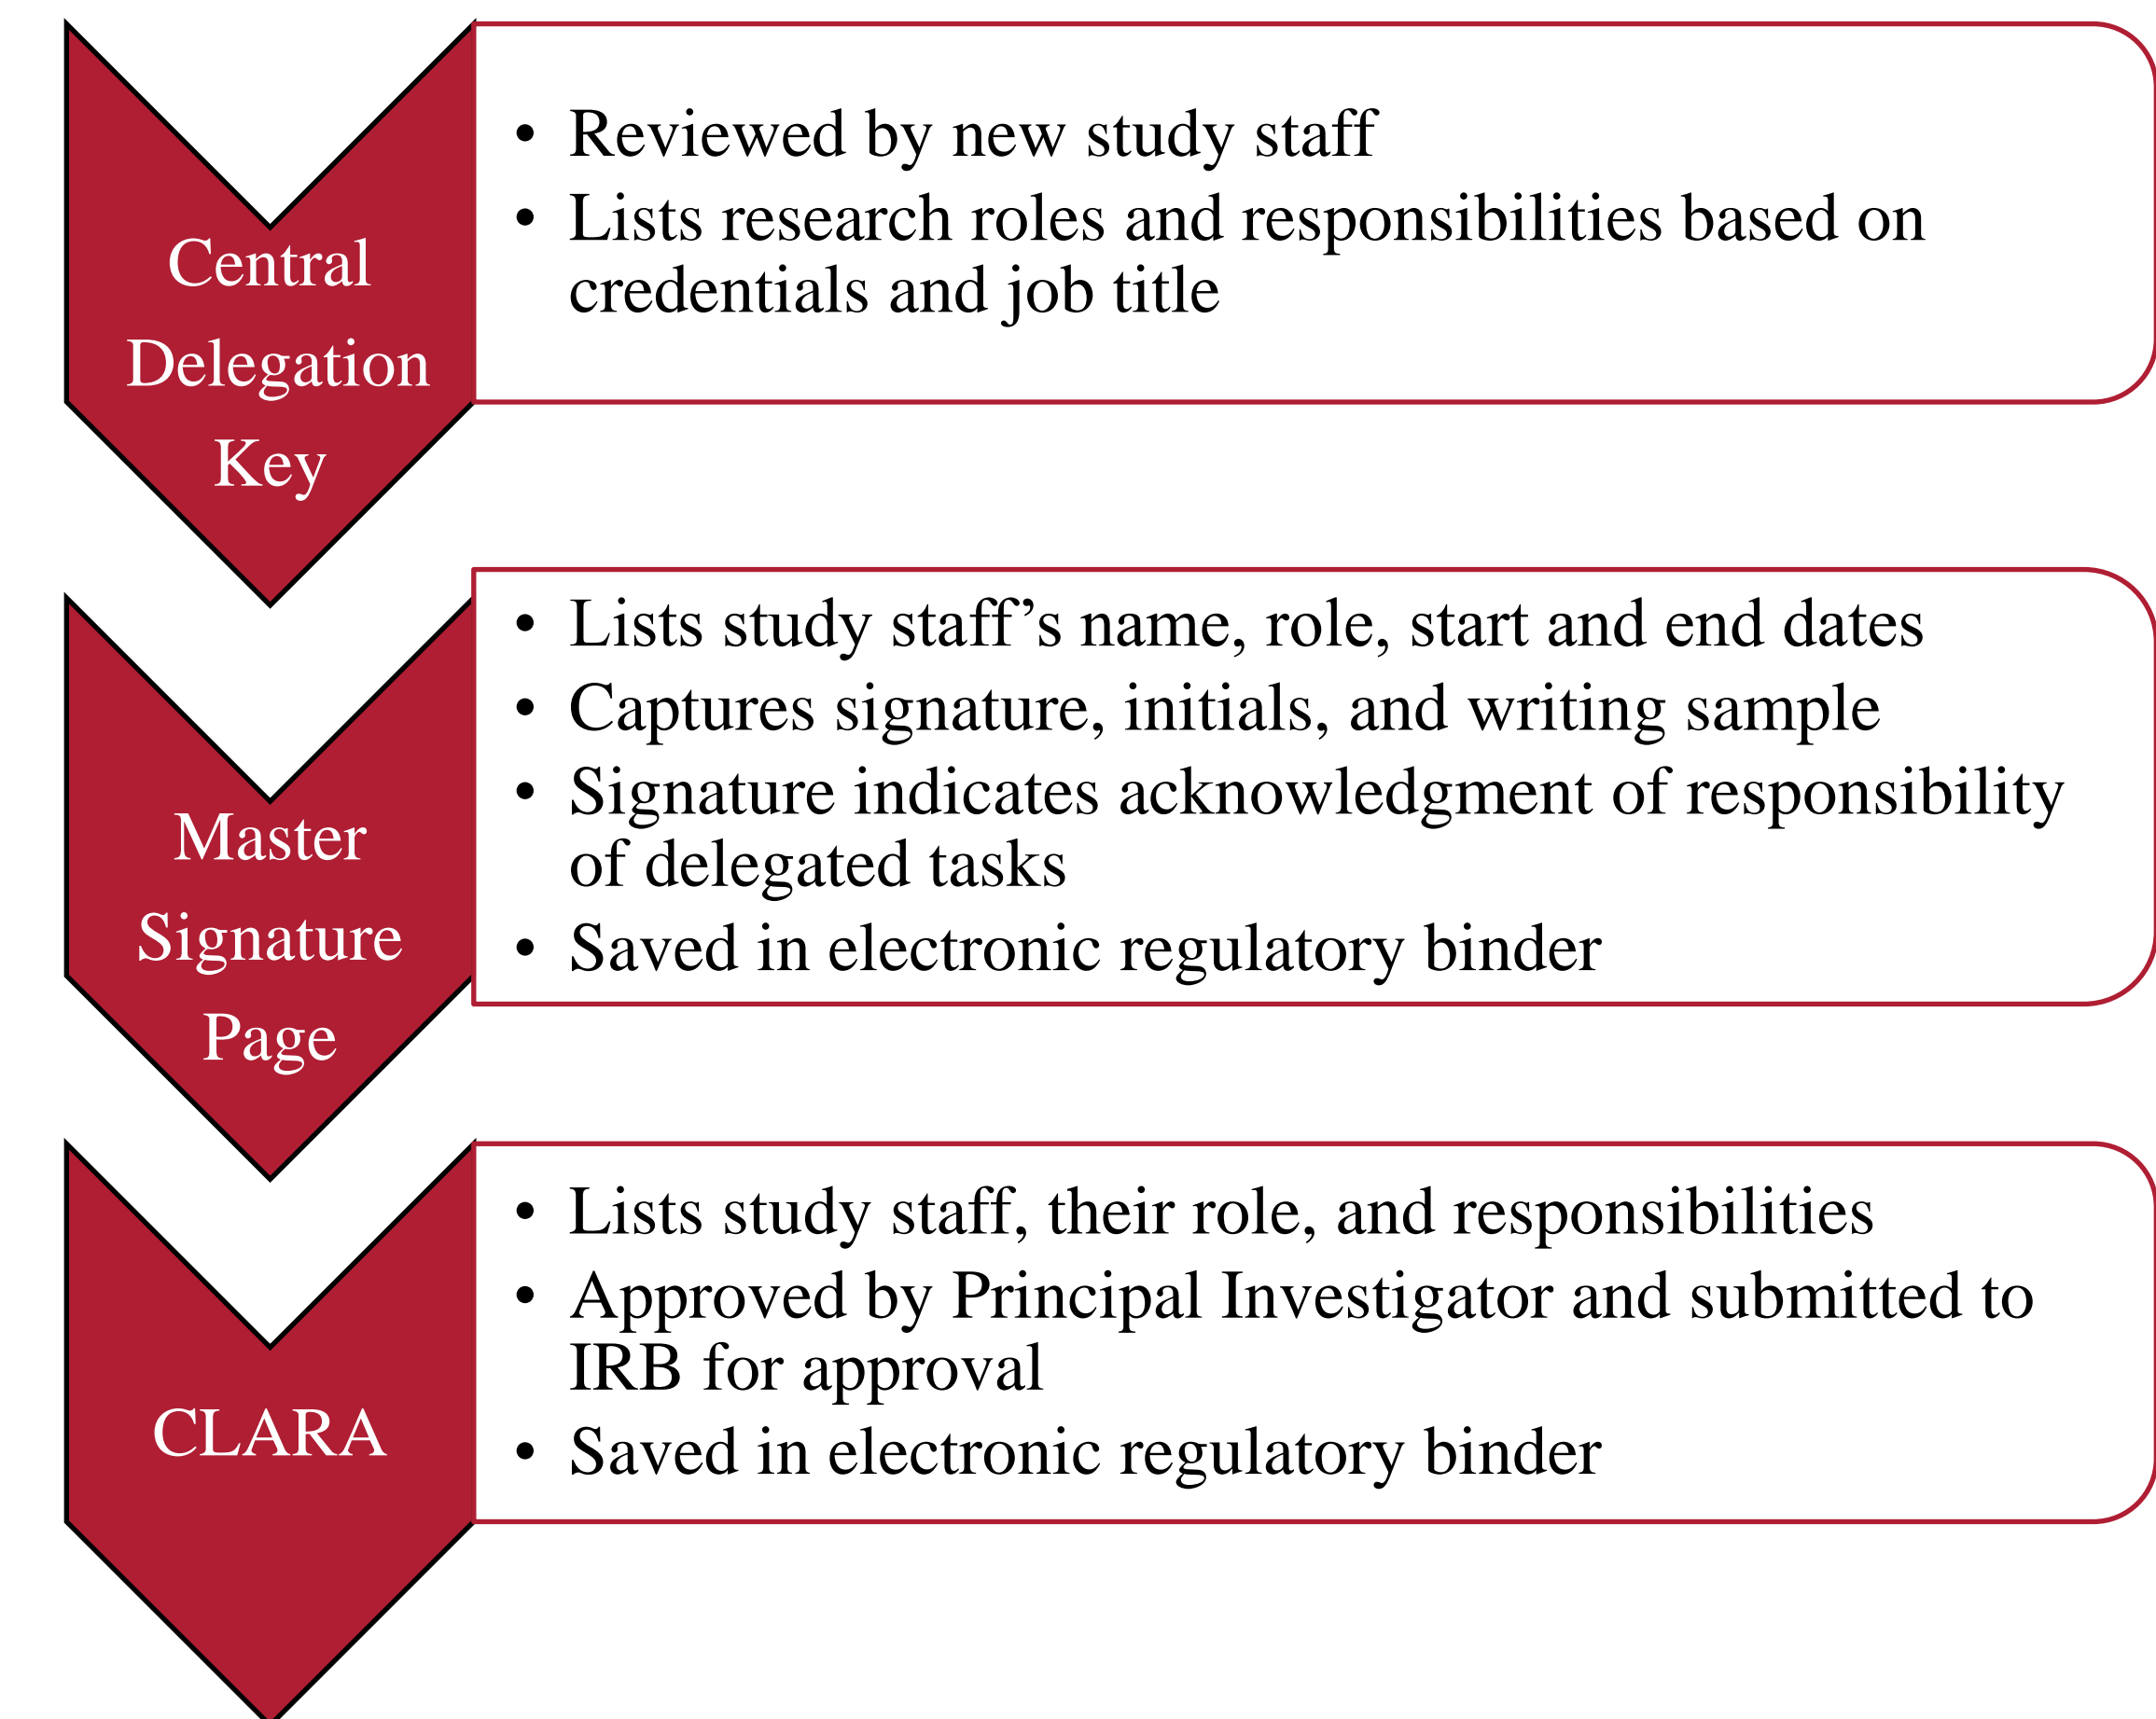 Central
Delegation
Key
• Reviewed by new study staff
• Lists research roles and responsibilities based on
credentials and job title
Master
Signature
Page
• Lists study staff’s name, role, start and end dates
• Captures signature, initials, and writing sample
• Signature indicates acknowledgment of responsibility
of delegated tasks
• Saved in electronic regulatory binder
CLARA
• Lists study staff, their role, and responsibilities
• Approved by Principal Investigator and submitted to
IRB for approval
• Saved in electronic regulatory binder